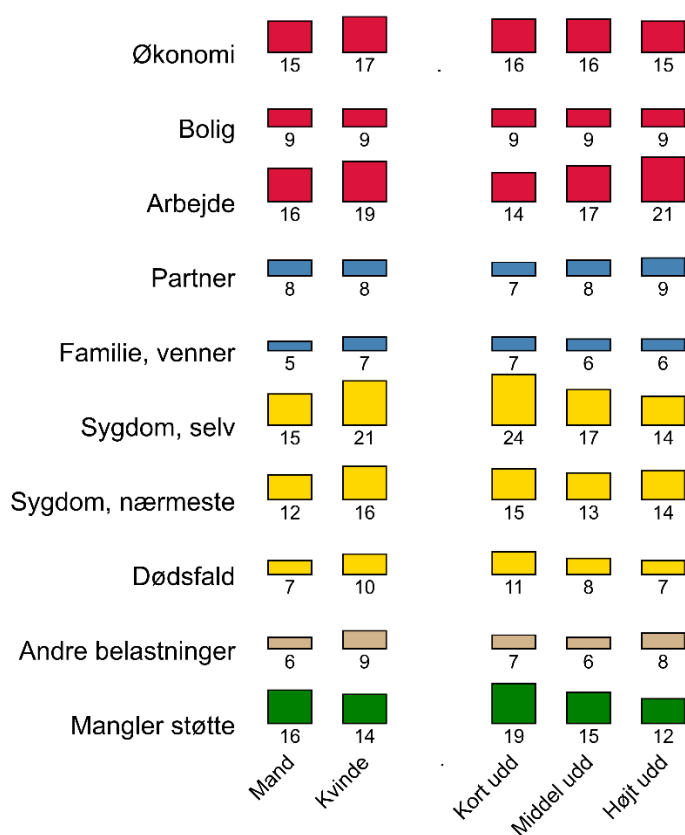 Økonomi 15 17 16 16 15
Bolig 9 9 9 9 9
Arbejde 16 19 14 17 21
Partner 8 8 7 8 9
Familie, venner 5 7 7 6 6
Sygdom, selv 15 21 24 17 14
Sygdom, nærmeste 12 16 15 13 14
Dødsfald 7 10 11 8 7
Andre belastninger 6 9 7 6 8
Mangler støtte 16 14 19 15 12
Mand Kvinde Kort udd Middel udd Højt udd